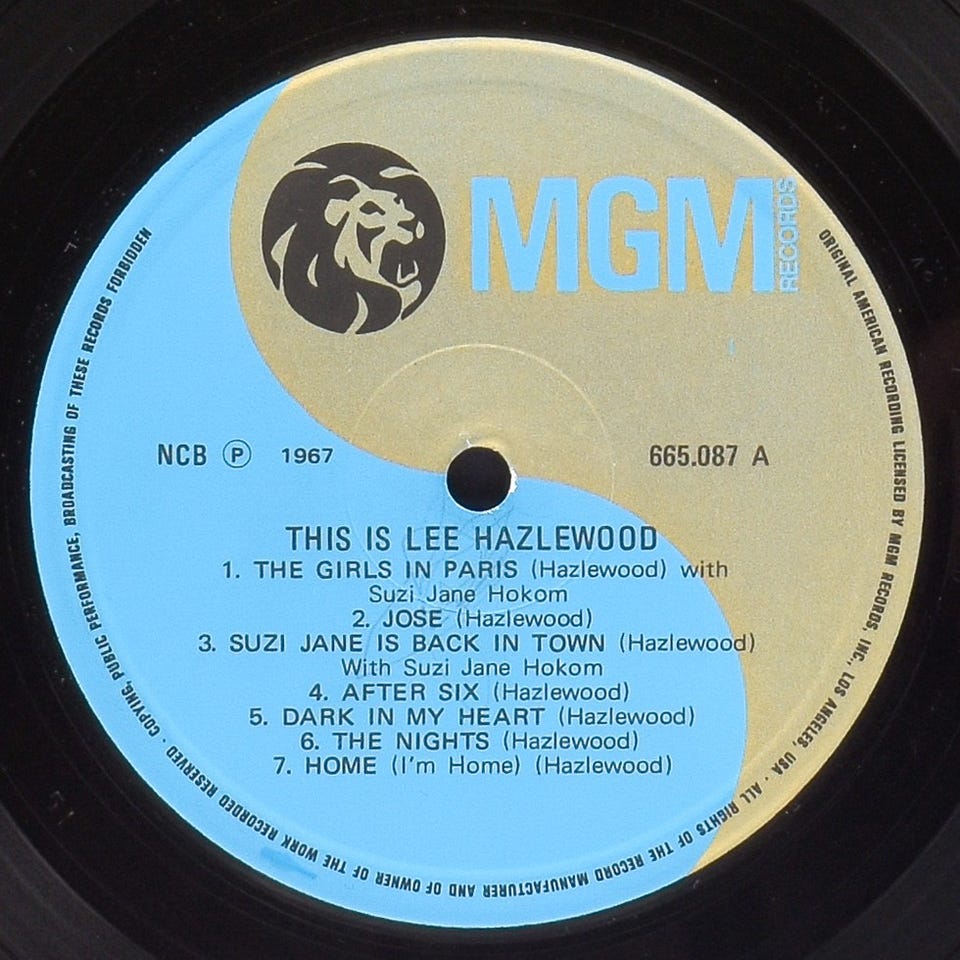 MGM
RECORDS
NCB Ⓟ 1967
665.087 A
THIS IS LEE HAZLEWOOD
1. THE GIRLS IN PARIS (Hazlewood) with
Suzi Jane Hokom
2. JOSE (Hazlewood)
3. SUZI JANE IS BACK IN TOWN (Hazlewood)
With Suzi Jane Hokom
4. AFTER SIX (Hazlewood)
5. DARK IN MY HEART (Hazlewood)
6. THE NIGHTS (Hazlewood)
7. HOME (I'm Home) (Hazlewood)
ORIGINAL AMERICAN RECORDING LICENSED BY MGM RECORDS, INC., LOS ANGELES, USA · ALL RIGHTS OF THE RECORD MANUFACTURER AND OF OWNER OF THE WORK RECORDED RESERVED · COPYING, PUBLIC PERFORMANCE, BROADCASTING OF THESE RECORDS FORBIDDEN